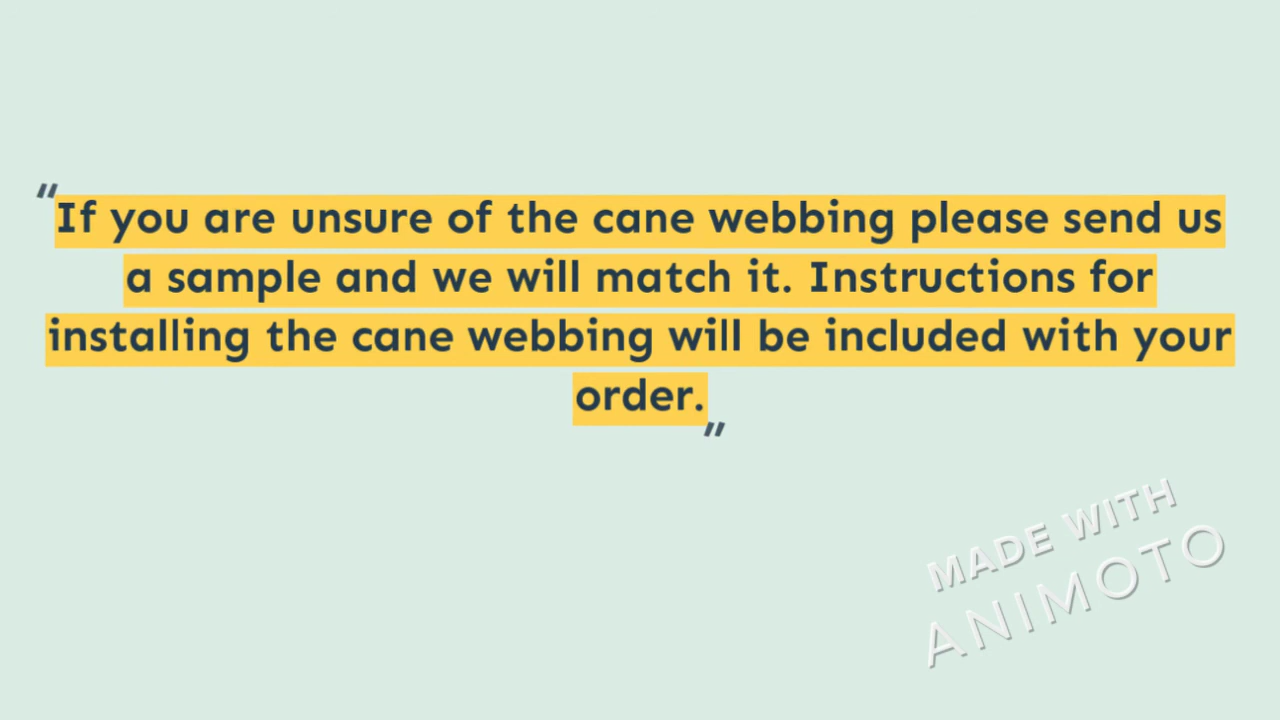 "If you are unsure of the cane webbing please send us
a sample and we will match it. Instructions for
installing the cane webbing will be included with your
order."
MADE WITH
ANIMOTO